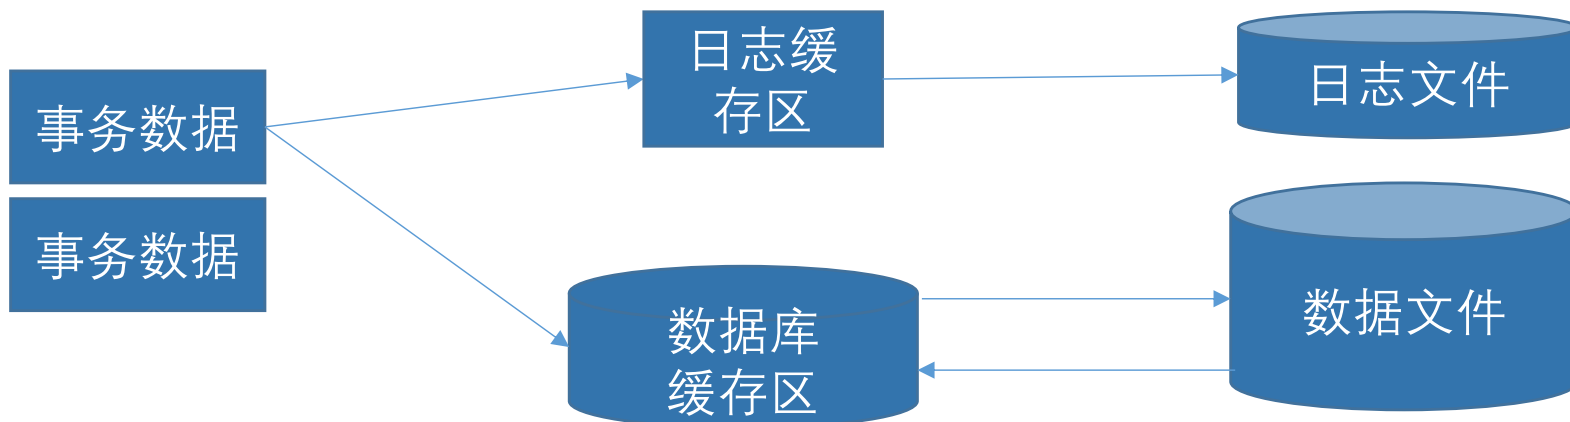 事务数据
事务数据
日志缓
存区
数据库
缓存区
日志文件
数据文件